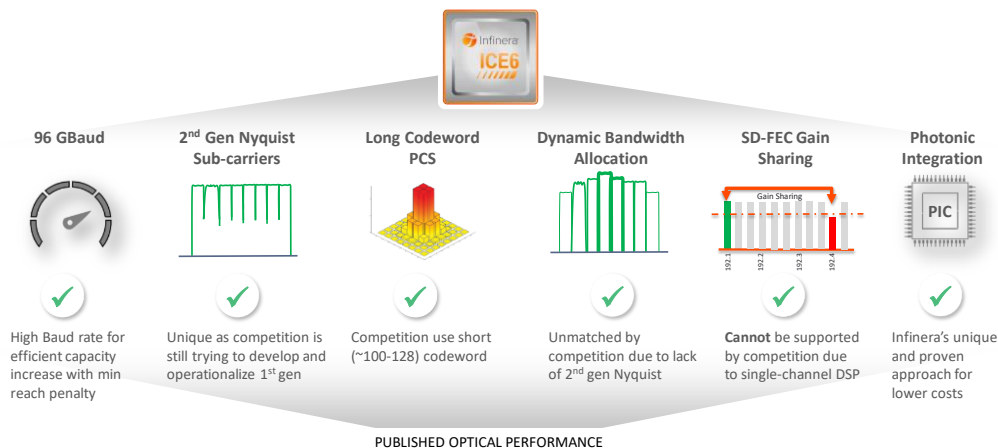 Infinera
ICE6
96 GBaud
2nd Gen Nyquist
Sub-carriers
Long Codeword
PCS
Dynamic Bandwidth
Allocation
SD-FEC Gain
Sharing
Photonic
Integration
Gain Sharing
192.1
192.2
192.3
192.4
PIC
High Baud rate for
efficient capacity
increase with min
reach penalty
Unique as competition is
still trying to develop and
operationalize 1st gen
Competition use short
(~100-128) codeword
Unmatched by
competition due to lack
of 2nd gen Nyquist
Cannot be supported
by competition due
to single-channel DSP
Infinera's unique
and proven
approach for
lower costs
PUBLISHED OPTICAL PERFORMANCE